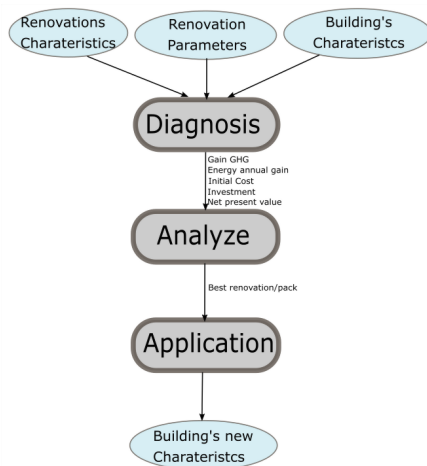 Renovations
Charateristics
Renovation
Parameters
Building's
Charateristcs
Diagnosis
Gain GHG
Energy annual gain
Initial Cost
Investment
Net present value
Analyze
Best renovation/pack
Application
Building's new
Charateristcs